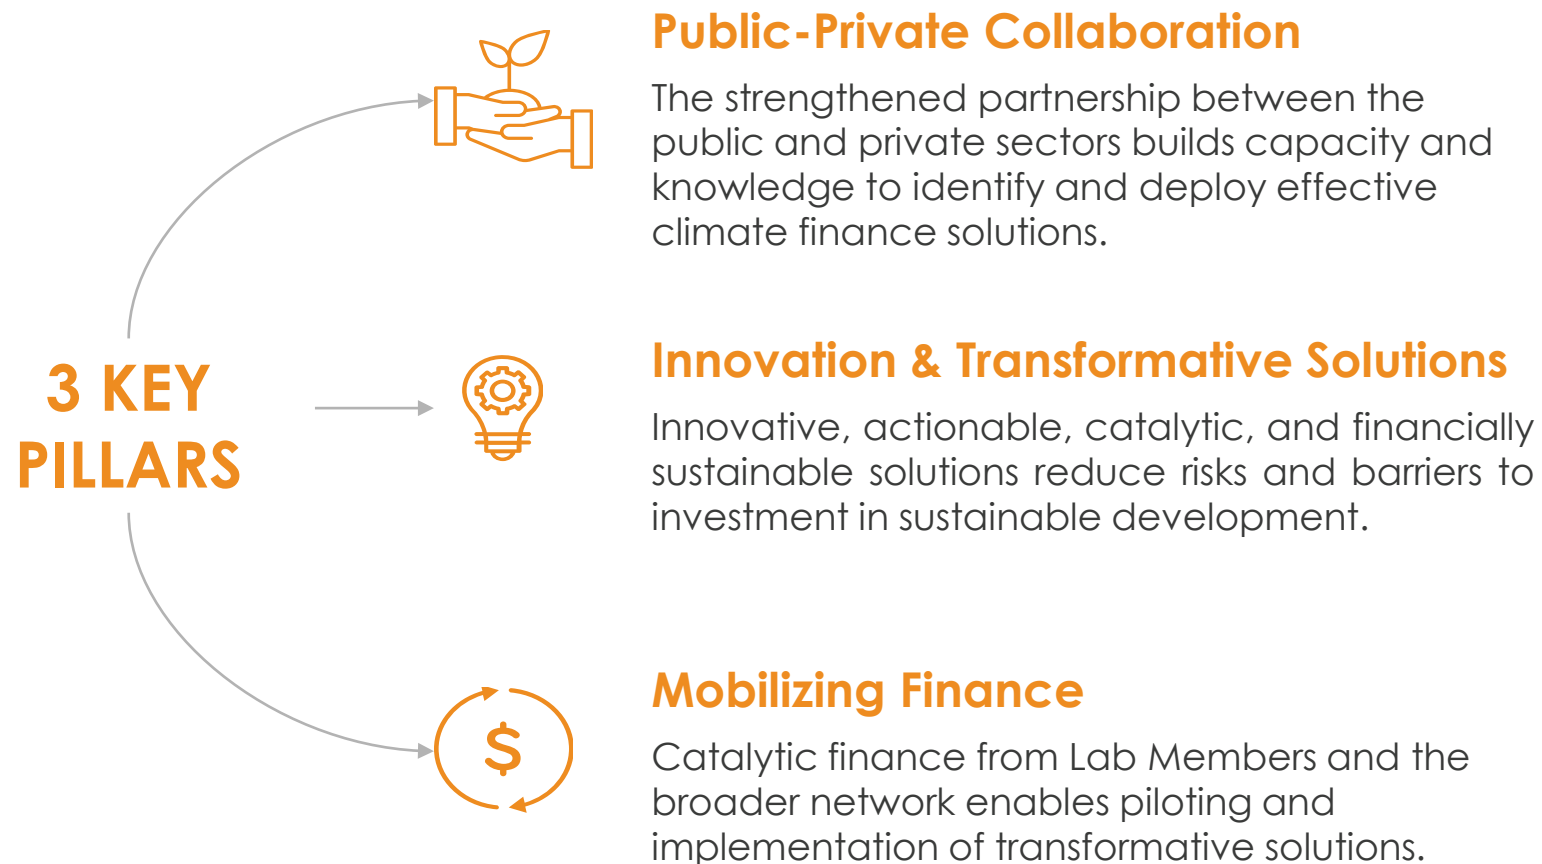 Public-Private Collaboration
The strengthened partnership between the
public and private sectors builds capacity and
knowledge to identify and deploy effective
climate finance solutions.
3 KEY
PILLARS
Innovation & Transformative Solutions
Innovative, actionable, catalytic, and financially
sustainable solutions reduce risks and barriers to
investment in sustainable development.
$
Mobilizing Finance
Catalytic finance from Lab Members and the
broader network enables piloting and
implementation of transformative solutions.